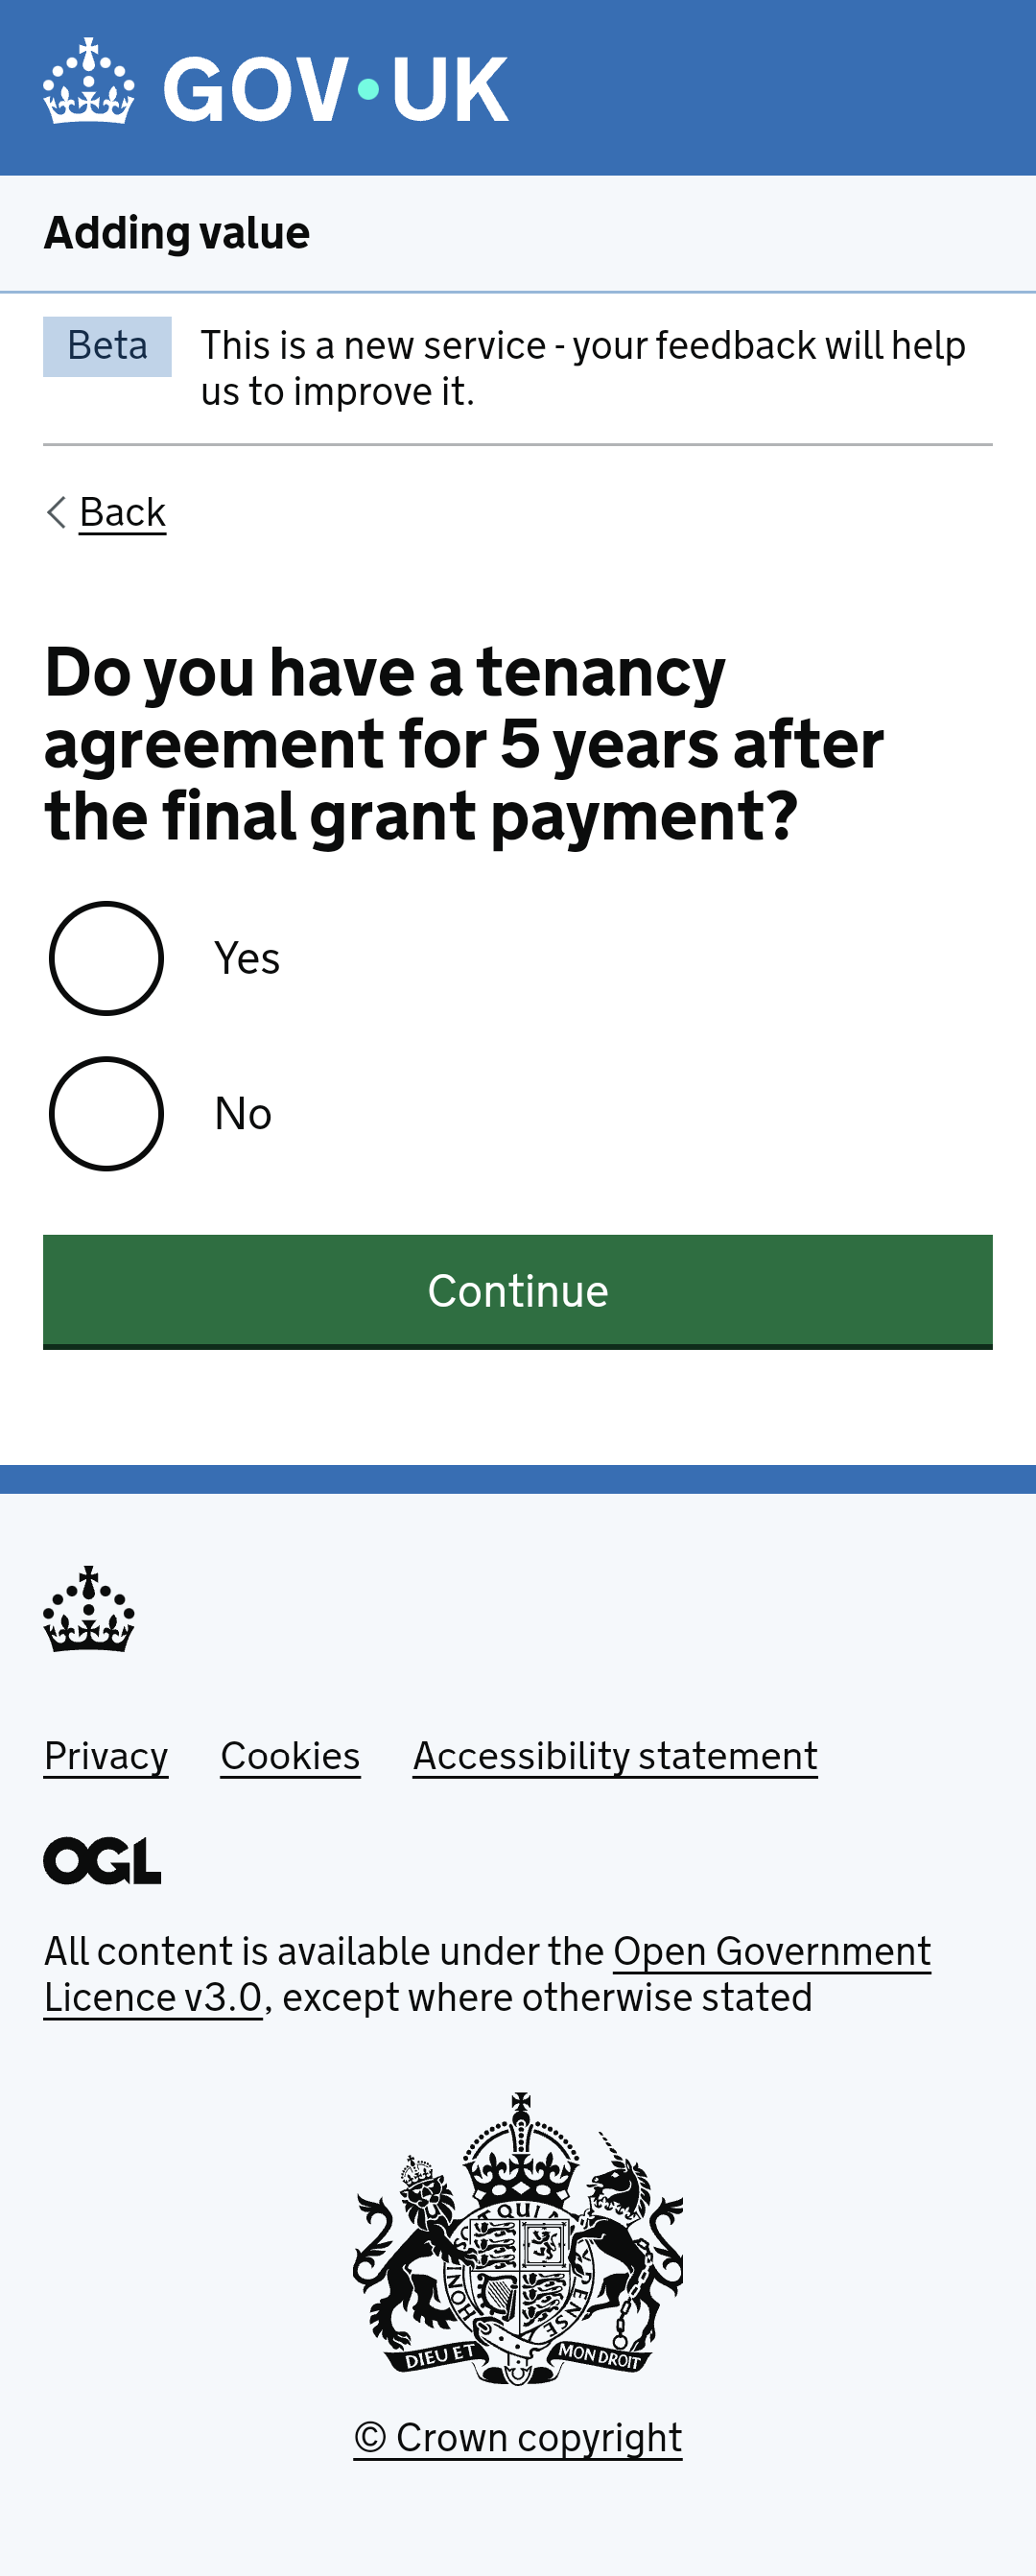 GOV·UK
Adding value
Beta
This is a new service - your feedback will help
us to improve it.
Back
Do you have a tenancy
agreement for 5 years after
the final grant payment?
Yes
No
Continue
Privacy Cookies Accessibility statement
OGL
All content is available under the Open Government
Licence v3.0, except where otherwise stated
QUI
HONI
PENSE
DIEU ET
MON DROIT
© Crown copyright